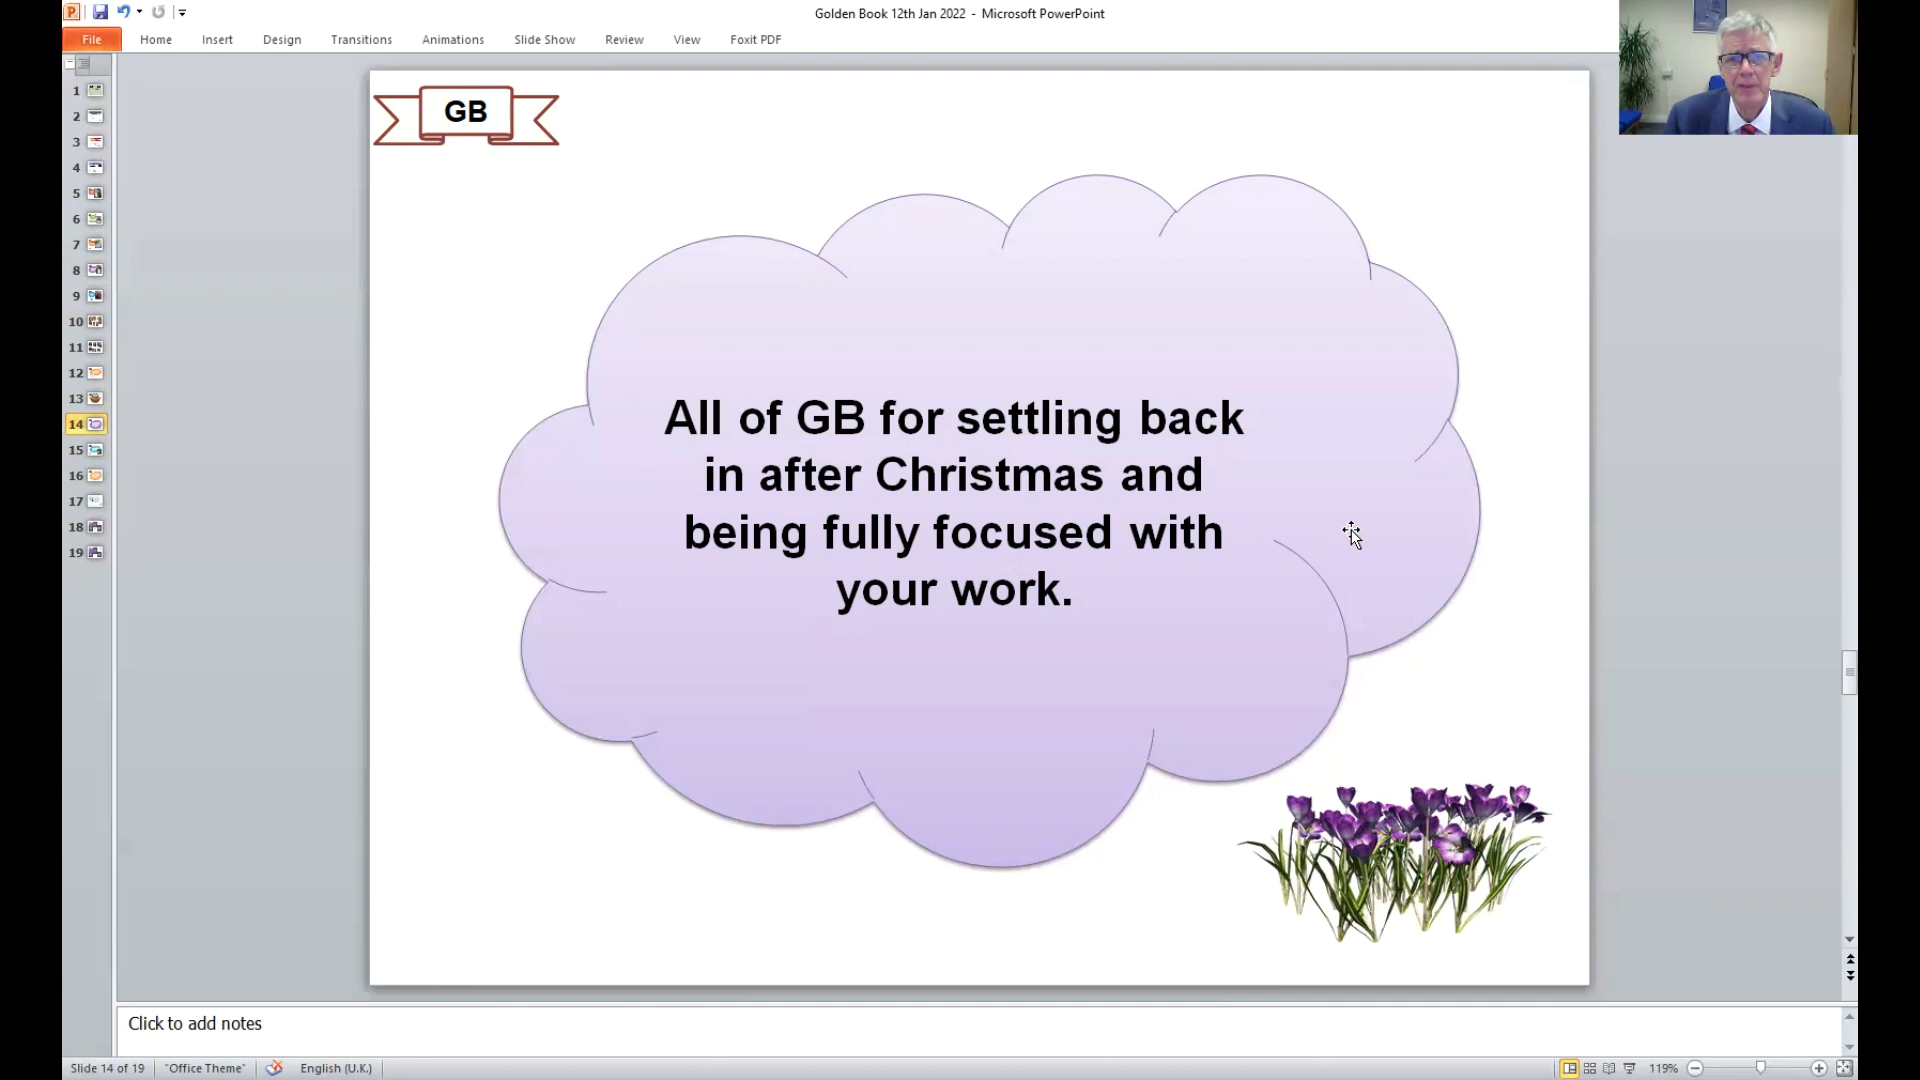 Golden Book 12th Jan 2022 - Microsoft PowerPoint
File Home Insert Design Transitions Animations Slide Show Review View Foxit PDF
1
2
3
4
5
6
7
8
9
10
11
12
13
14
15
16
17
18
19
GB
All of GB for settling back
in after Christmas and
being fully focused with
your work.
Click to add notes
Slide 14 of 19 "Office Theme" English (U.K.) 119%